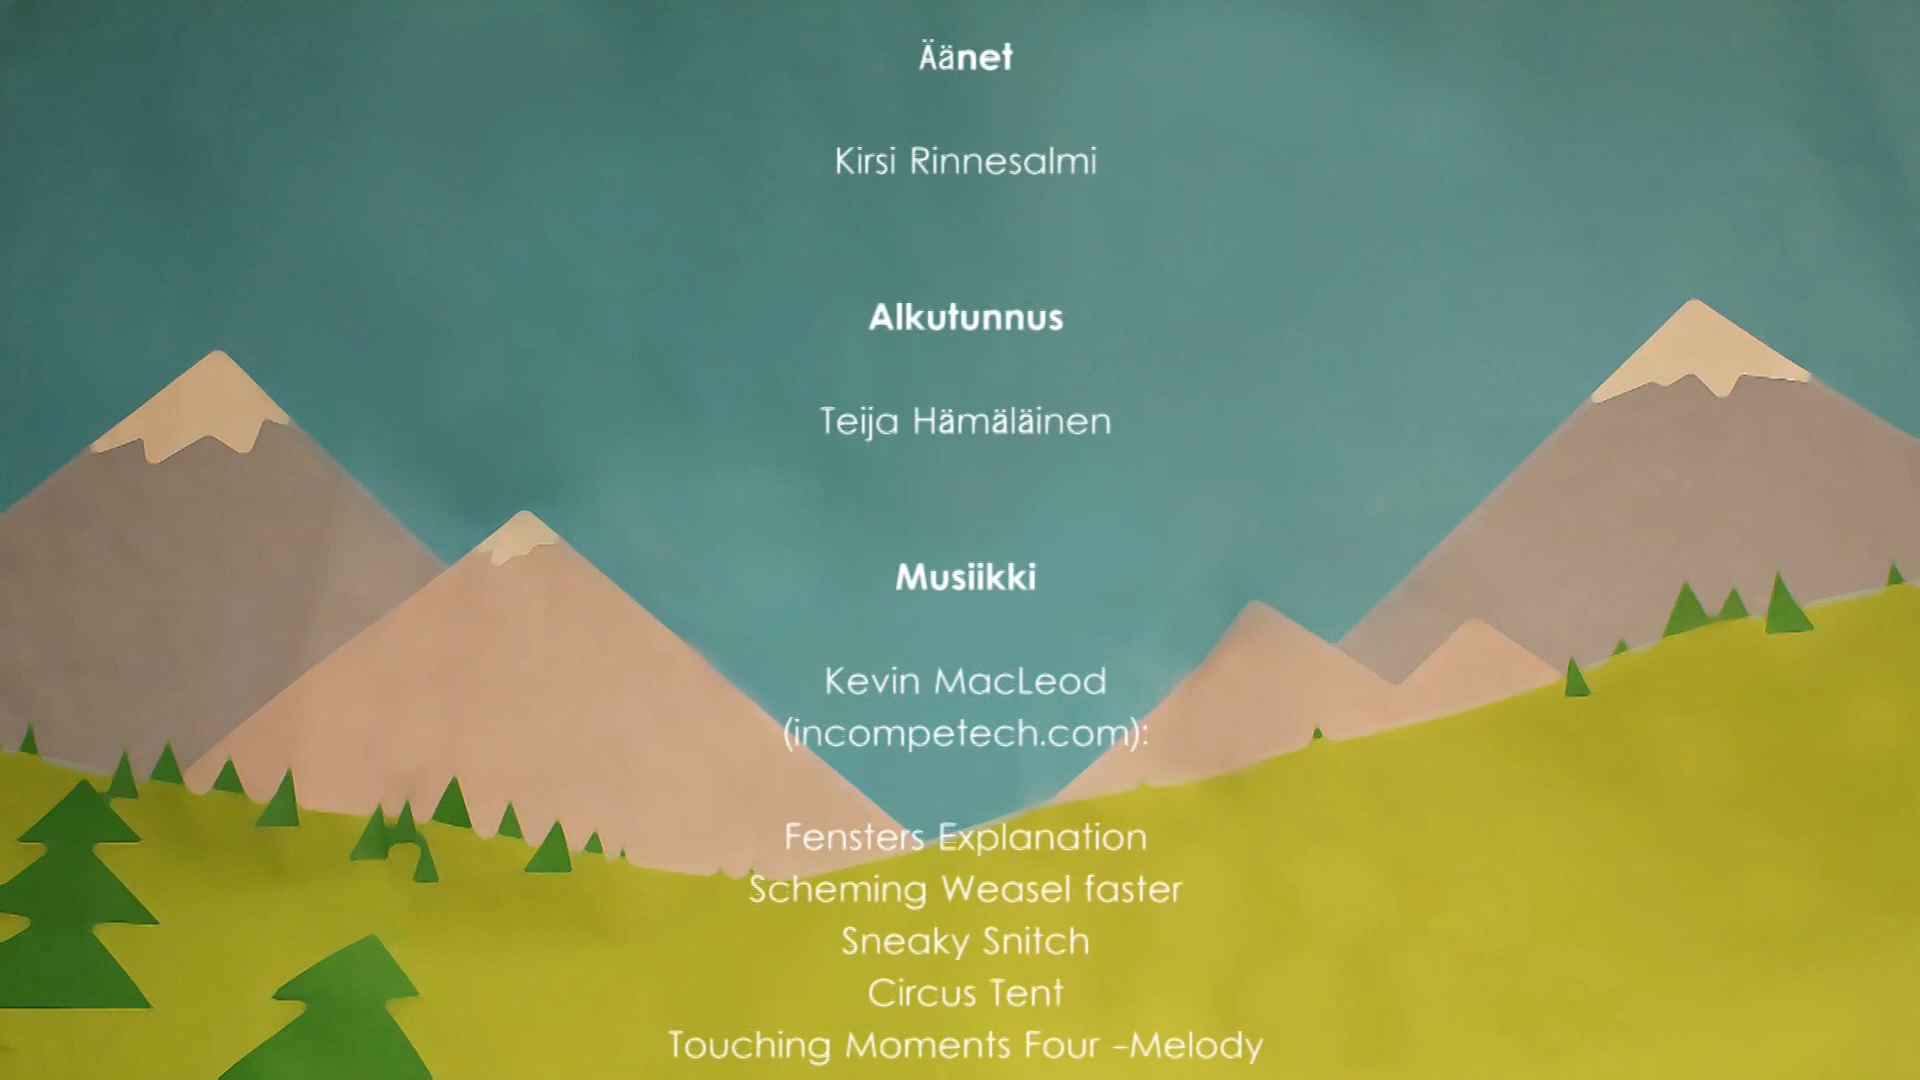 Äänet
Kirsi Rinnesalmi
Alkutunnus
Teija Hämäläinen
Musiikki
Kevin MacLeod
(incompetech.com):
Fensters Explanation
Scheming Weasel faster
Sneaky Snitch
Circus Tent
Touching Moments Four -Melody